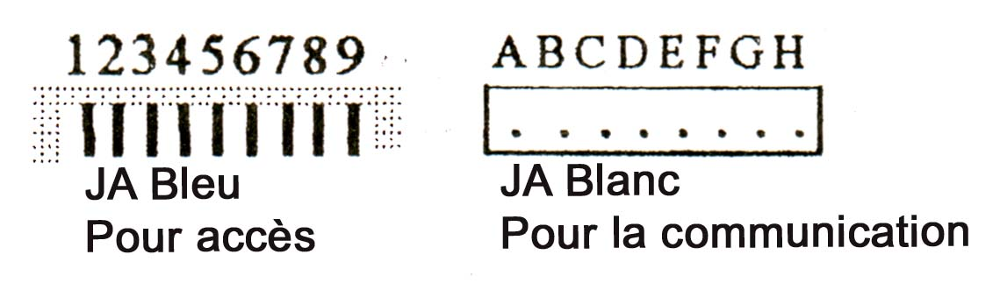 123456789
JA Bleu
Pour accès
ABCDEFGH
JA Blanc
Pour la communication